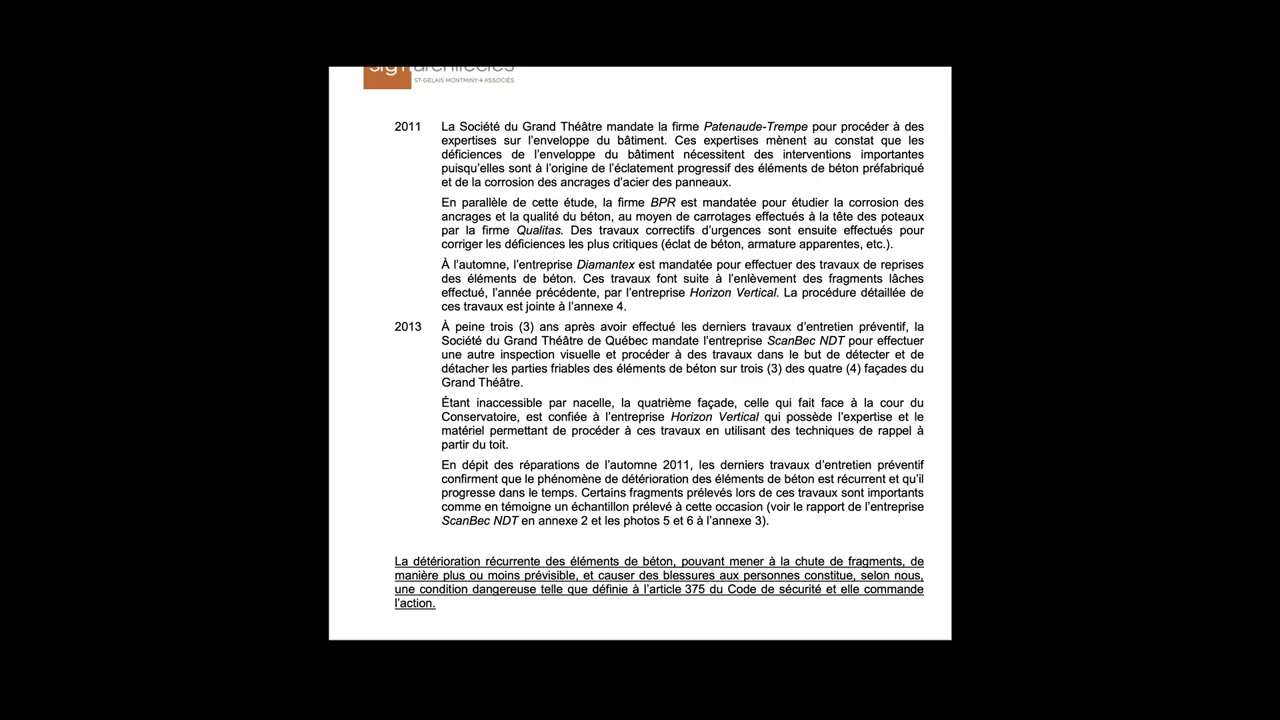 ST-GELAIS MONTMINY + ASSOCIÉS
2011 La Société du Grand Théâtre mandate la firme Patenaude-Trempe pour procéder à des
expertises sur l'enveloppe du bâtiment. Ces expertises mènent au constat que les
déficiences de l'enveloppe du bâtiment nécessitent des interventions importantes
puisqu'elles sont à l'origine de l'éclatement progressif des éléments de béton préfabriqué
et de la corrosion des ancrages d'acier des panneaux.
En parallèle de cette étude, la firme BPR est mandatée pour étudier la corrosion des
ancrages et la qualité du béton, au moyen de carrotages effectués à la tête des poteaux
par la firme Qualitas. Des travaux correctifs d'urgences sont ensuite effectués pour
corriger les déficiences les plus critiques (éclat de béton, armature apparentes, etc.).
À l'automne, l'entreprise Diamantex est mandatée pour effectuer des travaux de reprises
des éléments de béton. Ces travaux font suite à l'enlèvement des fragments lâches
effectué, l'année précédente, par l'entreprise Horizon Vertical. La procédure détaillée de
ces travaux est jointe à l'annexe 4.
2013 À peine trois (3) ans après avoir effectué les derniers travaux d'entretien préventif, la
Société du Grand Théâtre de Québec mandate l'entreprise ScanBec NDT pour effectuer
une autre inspection visuelle et procéder à des travaux dans le but de détecter et de
détacher les parties friables des éléments de béton sur trois (3) des quatre (4) façades du
Grand Théâtre.
Étant inaccessible par nacelle, la quatrième façade, celle qui fait face à la cour du
Conservatoire, est confiée à l'entreprise Horizon Vertical qui possède l'expertise et le
matériel permettant de procéder à ces travaux en utilisant des techniques de rappel à
partir du toit.
En dépit des réparations de l'automne 2011, les derniers travaux d'entretien préventif
confirment que le phénomène de détérioration des éléments de béton est récurrent et qu'il
progresse dans le temps. Certains fragments prélevés lors de ces travaux sont importants
comme en témoigne un échantillon prélevé à cette occasion (voir le rapport de l'entreprise
ScanBec NDT en annexe 2 et les photos 5 et 6 à l'annexe 3).
La détérioration récurrente des éléments de béton, pouvant mener à la chute de fragments, de
manière plus ou moins prévisible, et causer des blessures aux personnes constitue, selon nous,
une condition dangereuse telle que définie à l'article 375 du Code de sécurité et elle commande
l'action.